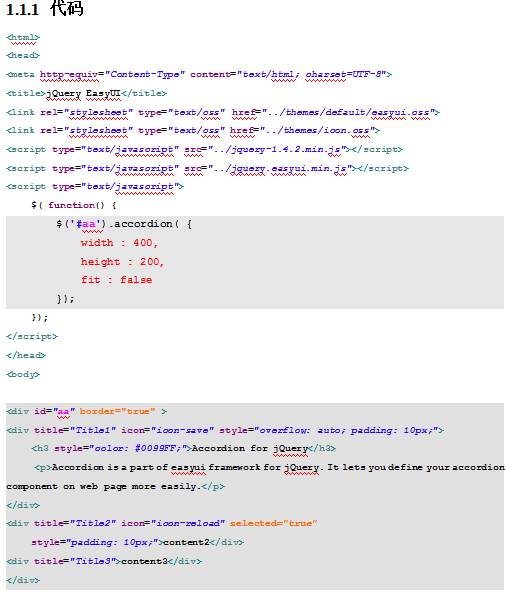 1.1.1 代码
<html>
<head>
<meta http-equiv="Content-Type" content="text/html; charset=UTF-8">
<title>jQuery EasyUI</title>
<link rel="stylesheet" type="text/css" href="../themes/default/easyui.css">
<link rel="stylesheet" type="text/css" href="../themes/icon.css">
<script type="text/javascript" src="../jquery-1.4.2.min.js"></script>
<script type="text/javascript" src="../jquery.easyui.min.js"></script>
<script type="text/javascript">
$( function() {
$('#aa').accordion( {
width : 400,
height : 200,
fit : false
});
});
</script>
</head>
<body>
<div id="aa" border="true" >
<div title="Title1" icon="icon-save" style="overflow: auto; padding: 10px;">
<h3 style="color: #0099FF;">Accordion for jQuery</h3>
<p>Accordion is a part of easyui framework for jQuery. It lets you define your accordion
component on web page more easily.</p>
</div>
<div title="Title2" icon="icon-reload" selected="true"
style="padding: 10px;">content2</div>
<div title="Title3">content3</div>
</div>